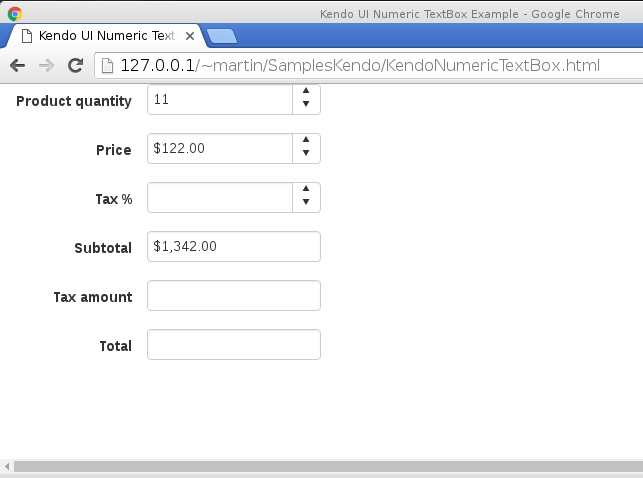 Kendo UI Numeric TextBox Example - Google Chrome
Kendo UI Numeric Text
127.0.0.1/~martin/SamplesKendo/KendoNumericTextBox.html
Product quantity 11
Price $122.00
Tax %
Subtotal $1,342.00
Tax amount
Total